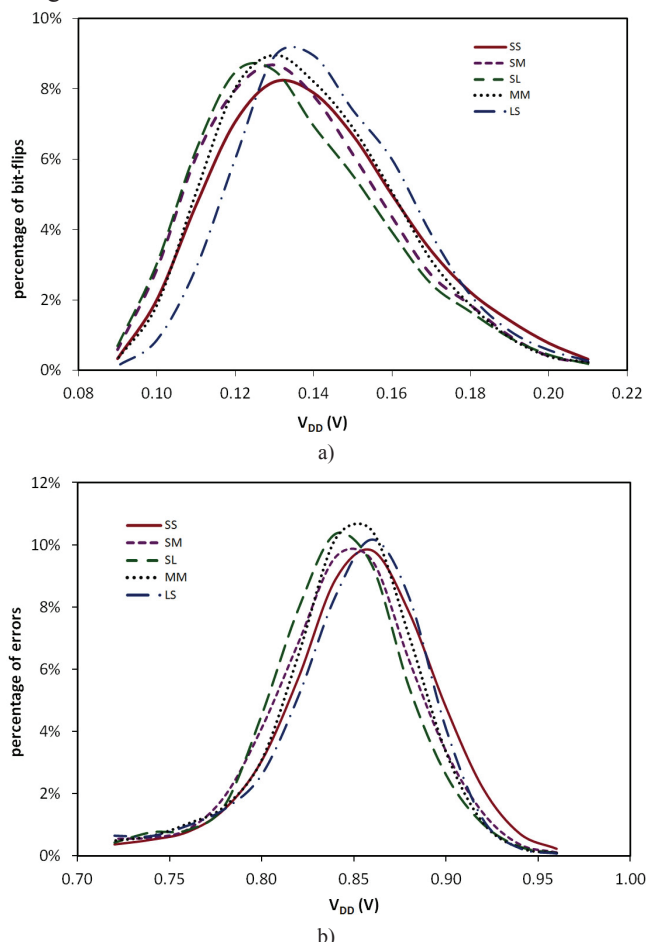 10%
8%
6%
4%
2%
0%
percentage of bit-flips
SS
SM
SL
MM
LS
0.08 0.10 0.12 0.14 0.16 0.18 0.20 0.22
VDD (V)
a)
12%
10%
8%
6%
4%
2%
0%
percentage of errors
SS
SM
SL
MM
LS
0.70 0.75 0.80 0.85 0.90 0.95 1.00
VDD (V)
b)